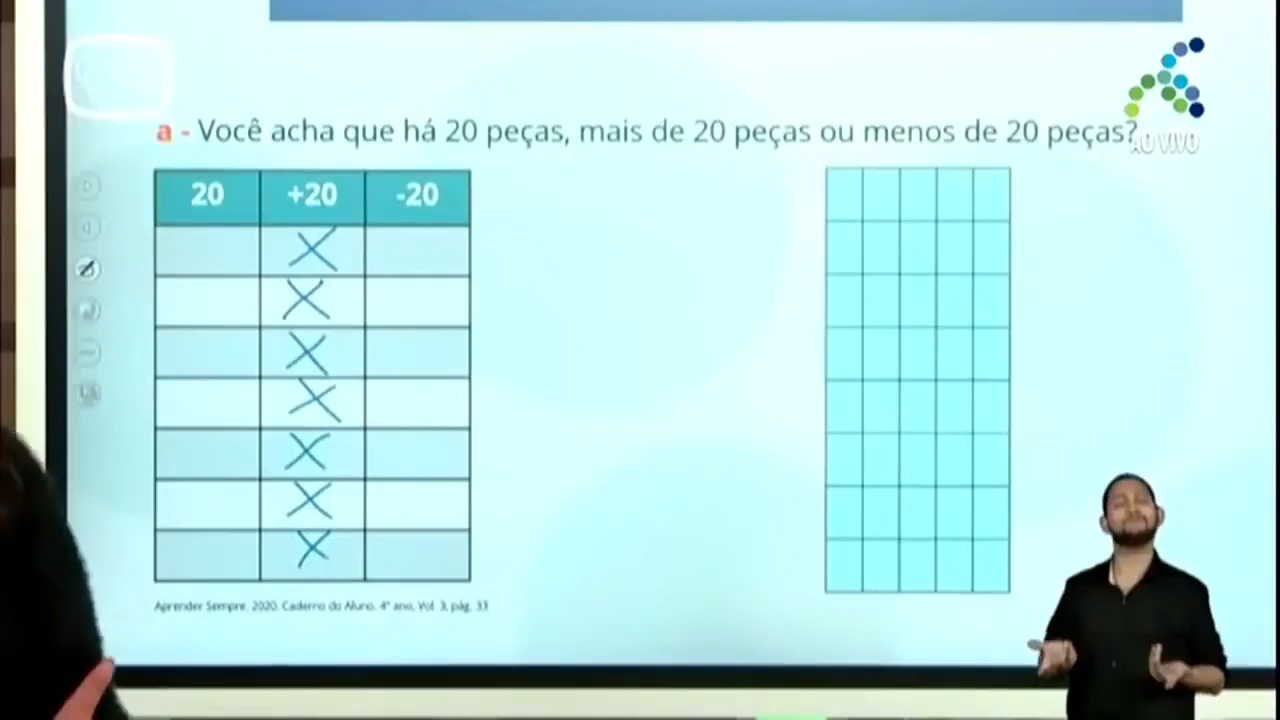 a - Você acha que há 20 peças, mais de 20 peças ou menos de 20 peças?
AO VIVO
20 +20 -20
X
X
X
X
X
X
X
Aprender Sempre. 2020. Caderno do Aluno. 4º ano. Vol. 3, pág. 33